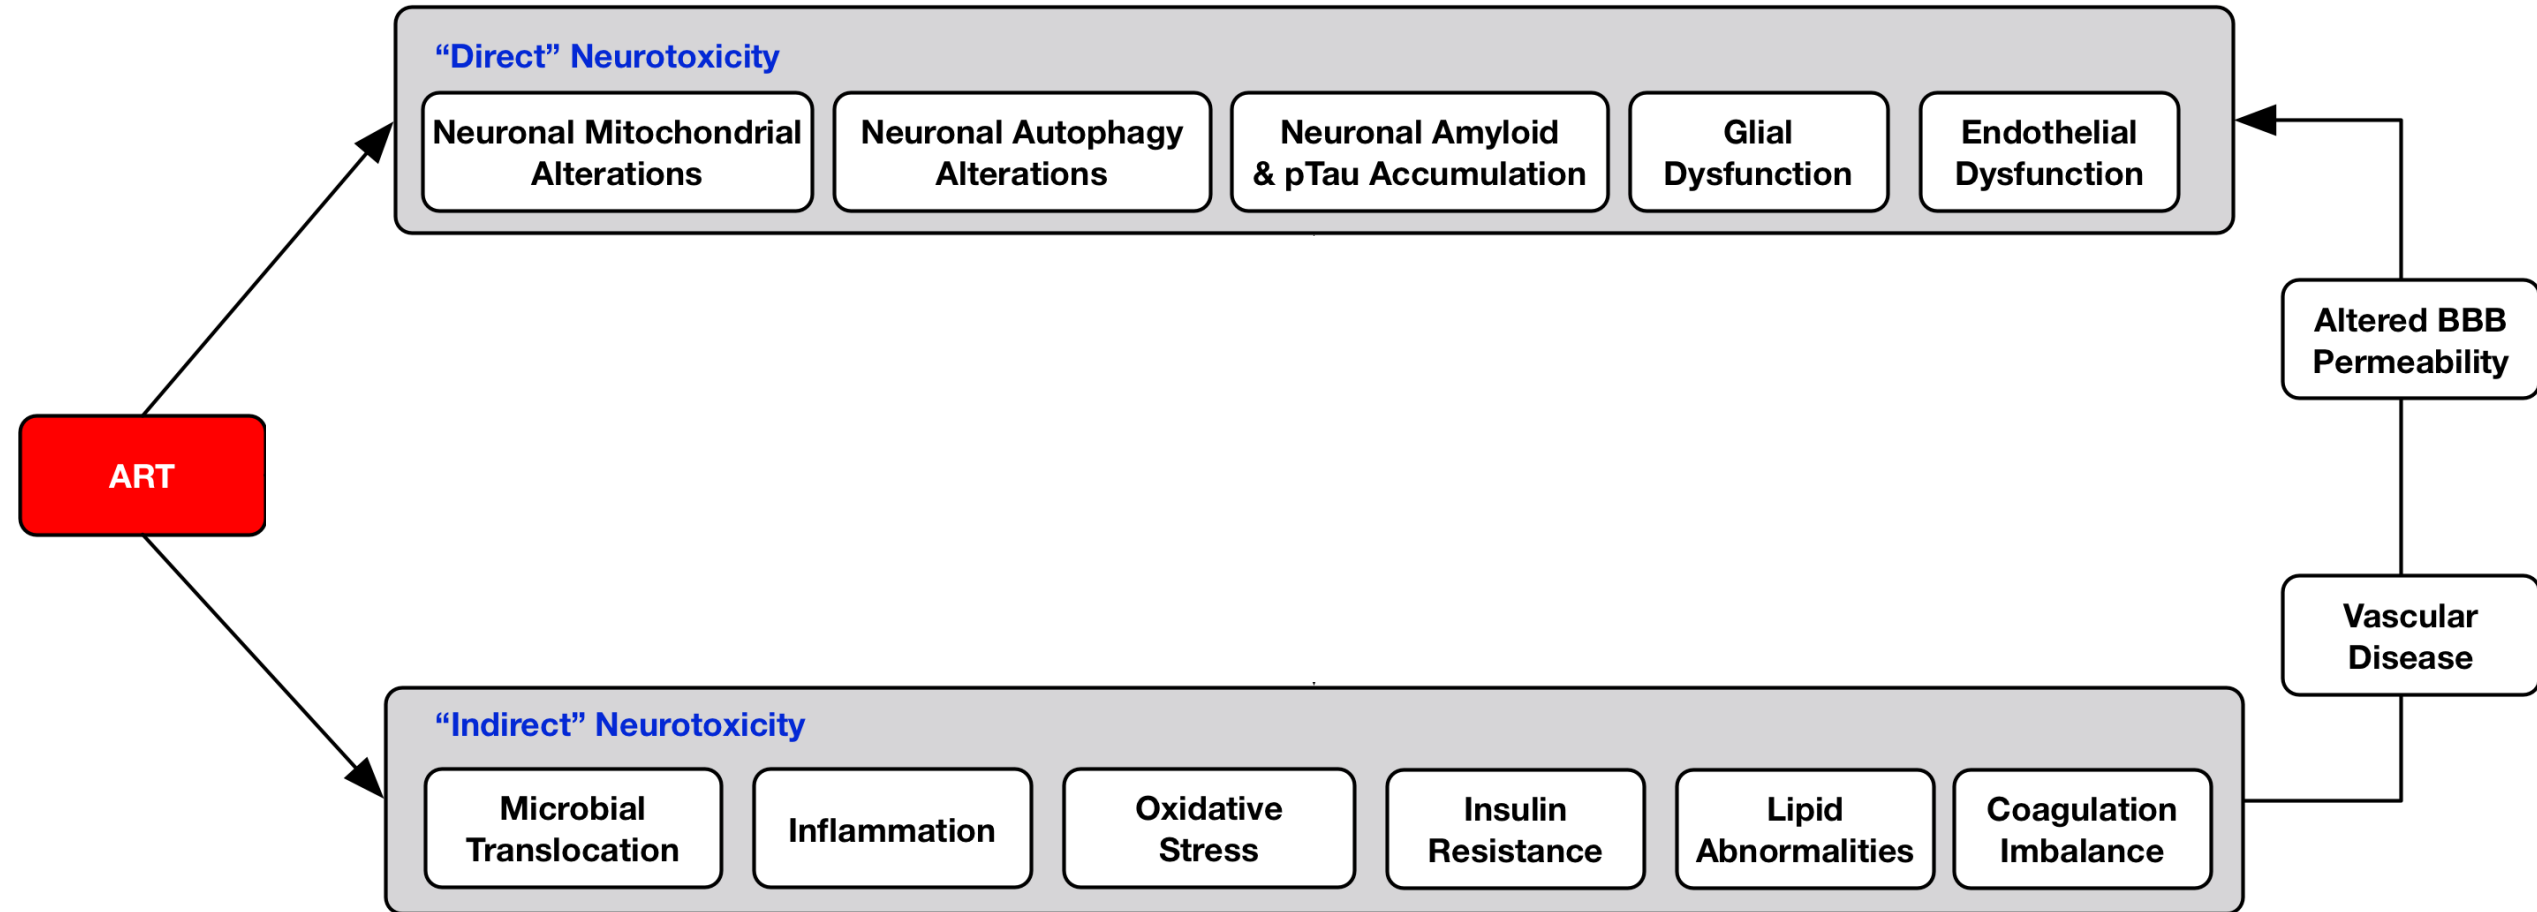 “Direct” Neurotoxicity
Neuronal Mitochondrial
Alterations
Neuronal Autophagy
Alterations
Neuronal Amyloid
& pTau Accumulation
Glial
Dysfunction
Endothelial
Dysfunction
Altered BBB
Permeability
ART
Vascular
Disease
“Indirect” Neurotoxicity
Microbial
Translocation
Inflammation
Oxidative
Stress
Insulin
Resistance
Lipid
Abnormalities
Coagulation
Imbalance